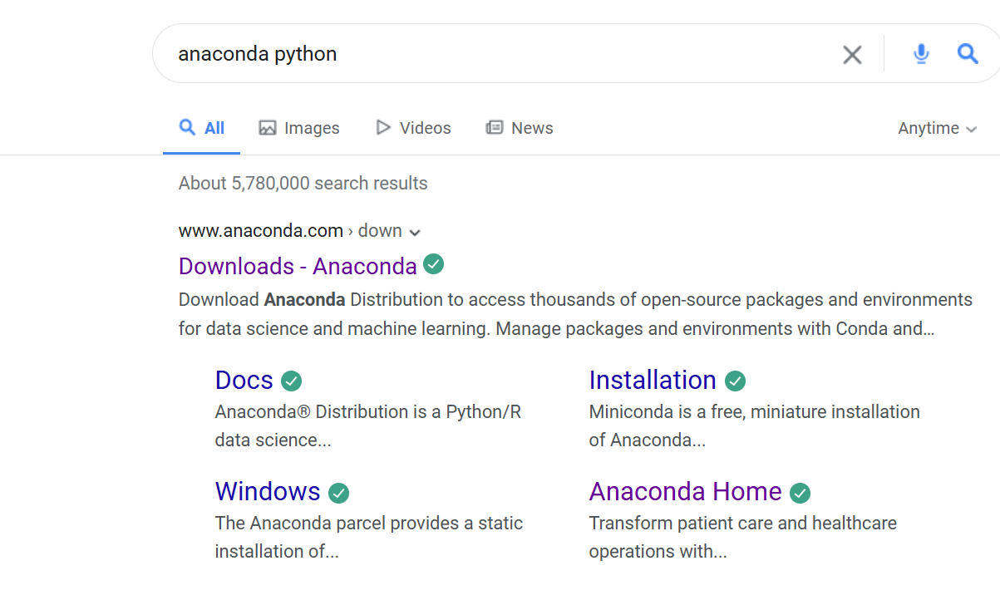 anaconda python
All Images Videos News Anytime
About 5,780,000 search results
www.anaconda.com › down
Downloads - Anaconda
Download Anaconda Distribution to access thousands of open-source packages and environments
for data science and machine learning. Manage packages and environments with Conda and...
Docs
Anaconda® Distribution is a Python/R
data science...
Installation
Miniconda is a free, miniature installation
of Anaconda...
Windows
The Anaconda parcel provides a static
installation of...
Anaconda Home
Transform patient care and healthcare
operations with...